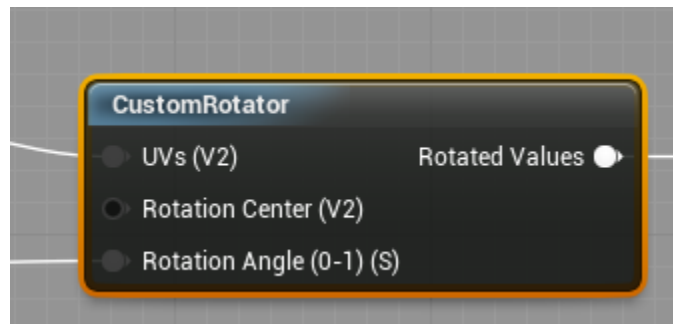 CustomRotator
UVs (V2) Rotated Values
Rotation Center (V2)
Rotation Angle (0-1) (S)